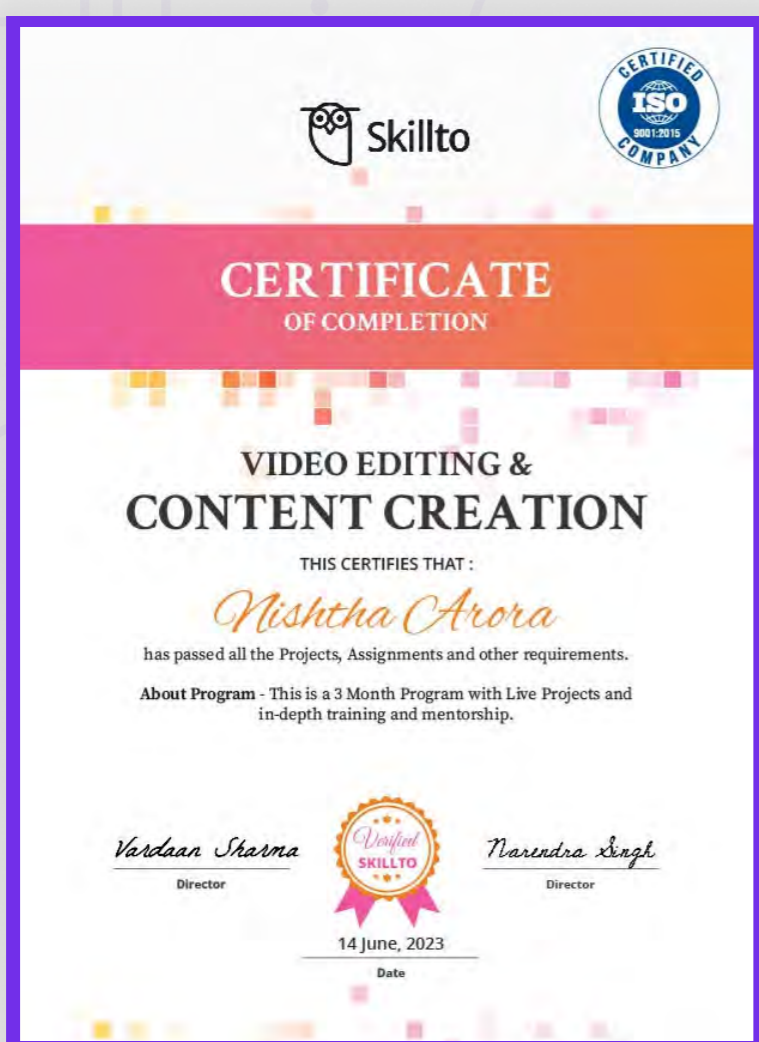 Skillto
CERTIFIED
ISO
9001:2015
COMPANY
CERTIFICATE
OF COMPLETION
VIDEO EDITING &
CONTENT CREATION
THIS CERTIFIES THAT :
Nishtha Arora
has passed all the Projects, Assignments and other requirements.
About Program - This is a 3 Month Program with Live Projects and
in-depth training and mentorship.
Vardaan Sharma
Director
Verified
SKILLTO
Narendra Singh
Director
14 June, 2023
Date